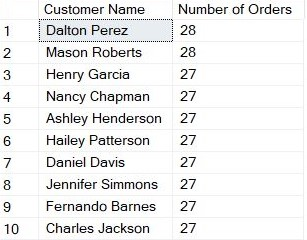 Customer Name Number of Orders
1 Dalton Perez 28
2 Mason Roberts 28
3 Henry Garcia 27
4 Nancy Chapman 27
5 Ashley Henderson 27
6 Hailey Patterson 27
7 Daniel Davis 27
8 Jennifer Simmons 27
9 Fernando Barnes 27
10 Charles Jackson 27